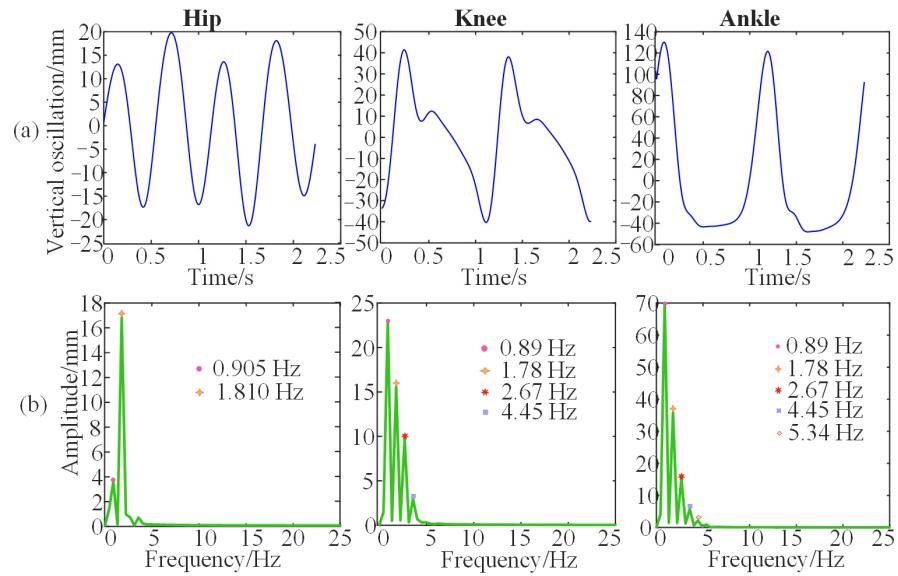 Hip Knee Ankle
(a)
Vertical oscillation/mm
20
15
10
5
0
−5
−10
−15
−20
−25
0 0.5 1 1.5 2 2.5
Time/s
50
40
30
20
10
0
−10
−20
−30
−40
50
0 1 2 3
Time/s
140
120
100
80
60
40
20
0
−20
−40
−60
0 0.5 1 1.5 2 2.5
Time/s
(b)
Amplitude/mm
18
16
14
12
10
8
6
4
2
0
0 5 10 15 20 25
Frequency/Hz
0.905 Hz
1.810 Hz
25
20
15
10
5
0
0 5 10 15 20 25
Frequency/Hz
0.89 Hz
1.78 Hz
2.67 Hz
4.45 Hz
70
60
50
40
30
20
10
0
0 5 10 15 20 25
Frequency/Hz
0.89 Hz
1.78 Hz
2.67 Hz
4.45 Hz
5.34 Hz